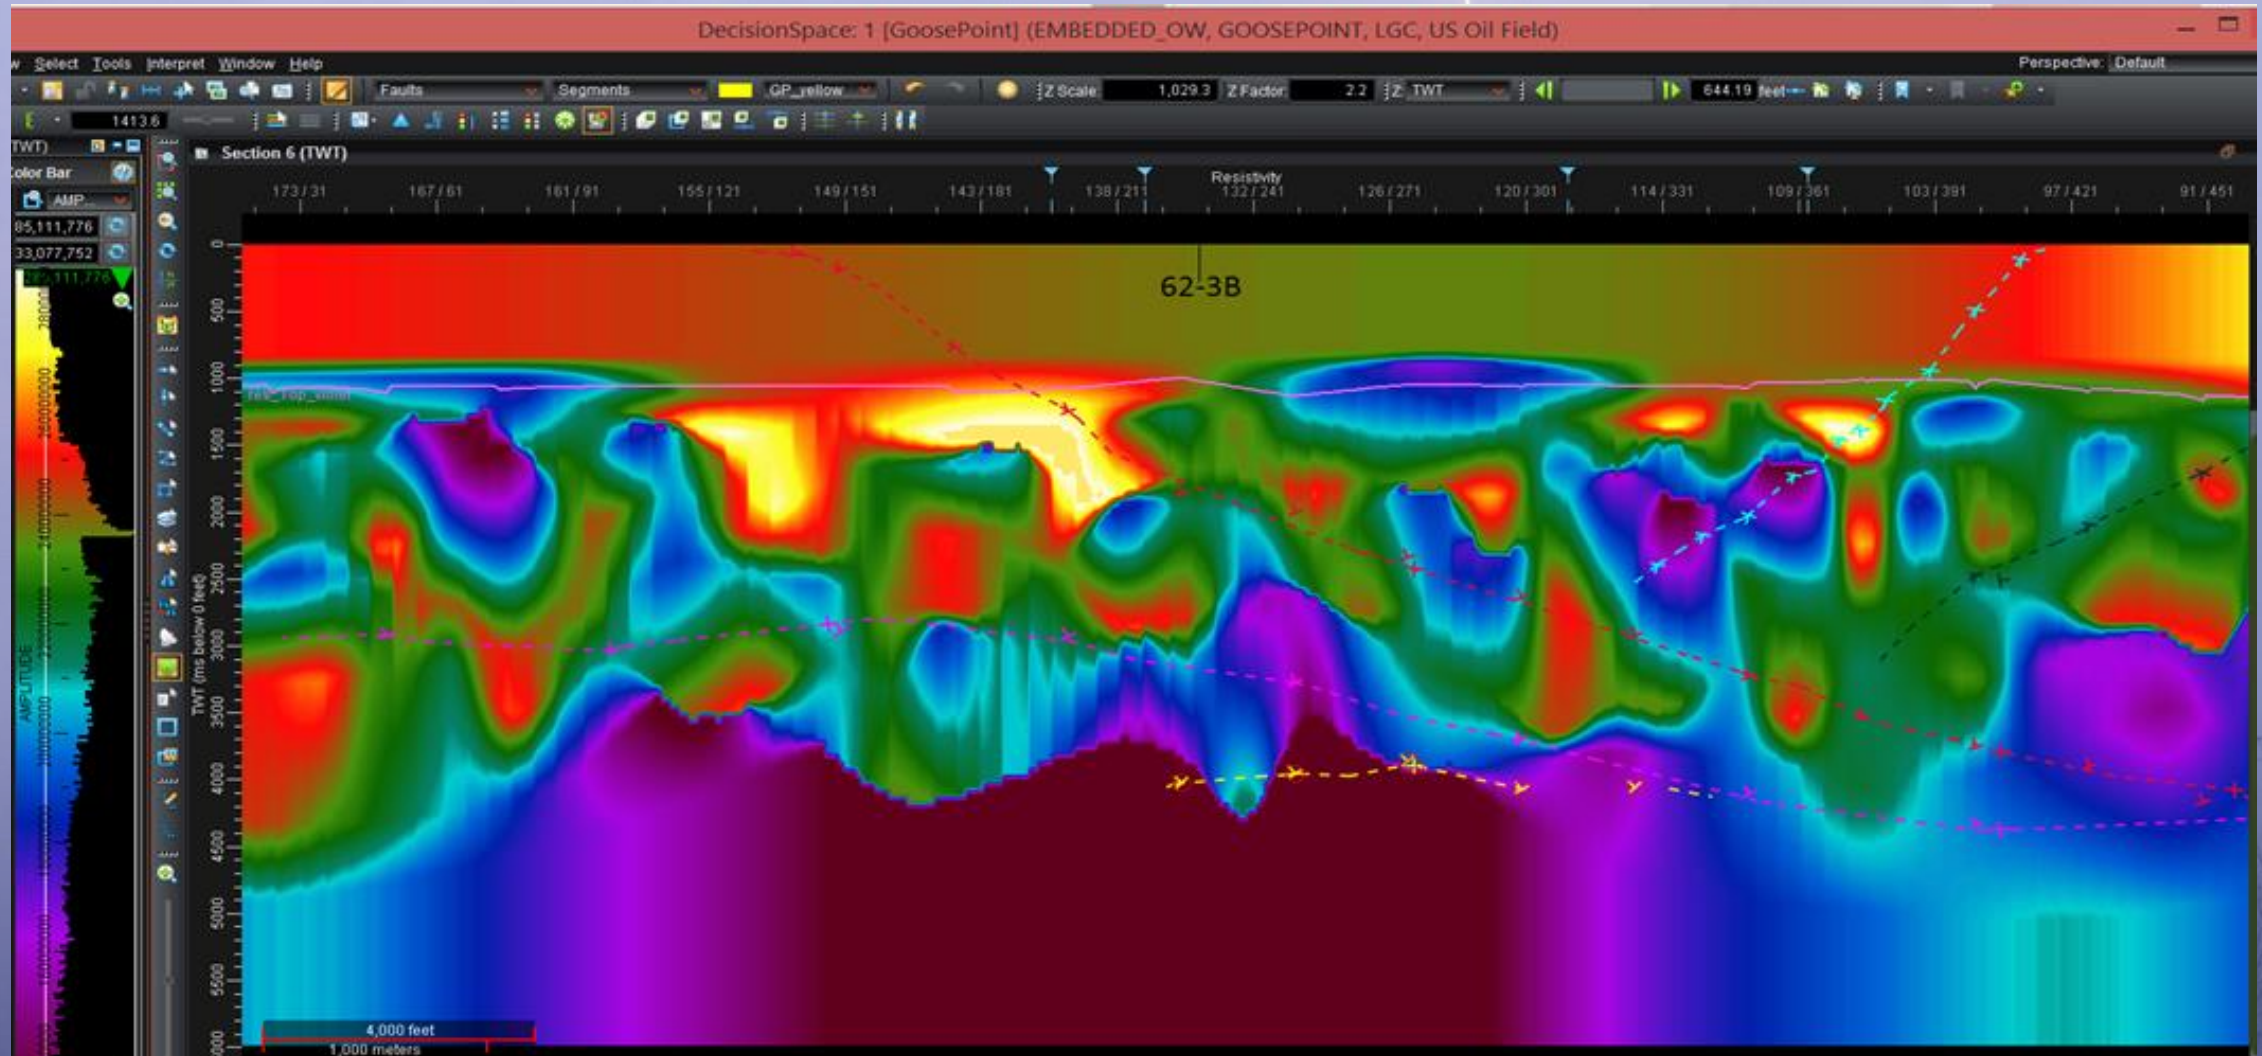 DecisionSpace: 1 [GoosePoint] (EMBEDDED_OW, GOOSEPOINT, LGC, US Oil Field)
w Select Tools Interpret Window Help
Perspective: Default
Faults Segments GP_yellow Z Scale 1,029.3 Z Factor 2.2 Z: TWT 644.19 feet
1413.6
TWT)
Section 6 (TWT)
Color Bar
AMP...
85,111,776
33,077,752
Resistivity
173/31 167/61 161/91 155/121 149/151 143/181 138/211 132/241 126/271 120/301 114/331 109/361 103/391 97/421 91/451
62-3B
0
500
1000
1500
2000
2500
3000
3500
4000
4500
5000
5500
TWT (ms below 0 feet)
AMPLITUDE
4,000 feet
1,000 meters